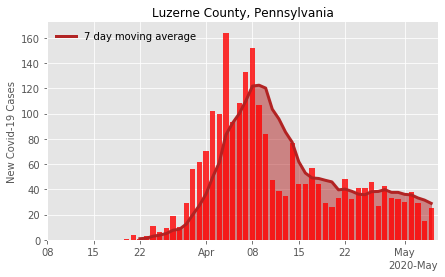 Luzerne County, Pennsylvania
7 day moving average
New Covid-19 Cases
160
140
120
100
80
60
40
20
0
08 15 22 Apr 08 15 22 May
2020-May